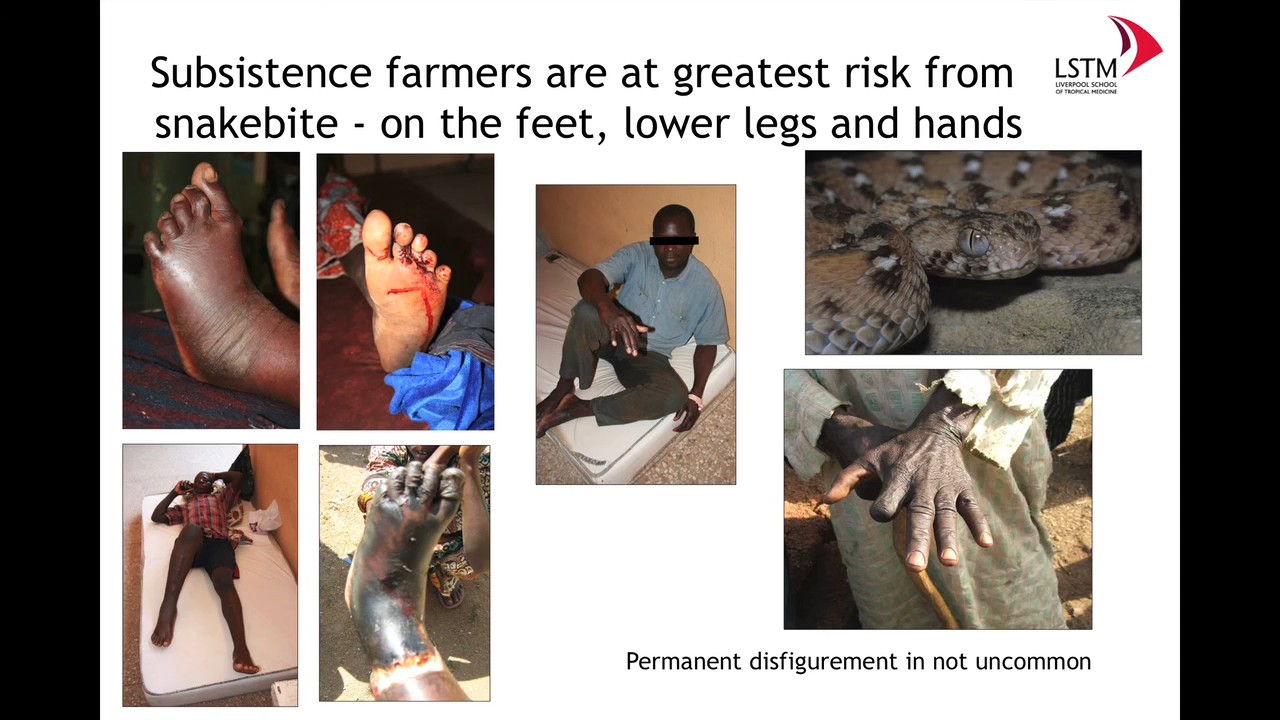 Subsistence farmers are at greatest risk from
snakebite - on the feet, lower legs and hands
LSTM
LIVERPOOL SCHOOL
OF TROPICAL MEDICINE
Permanent disfigurement in not uncommon